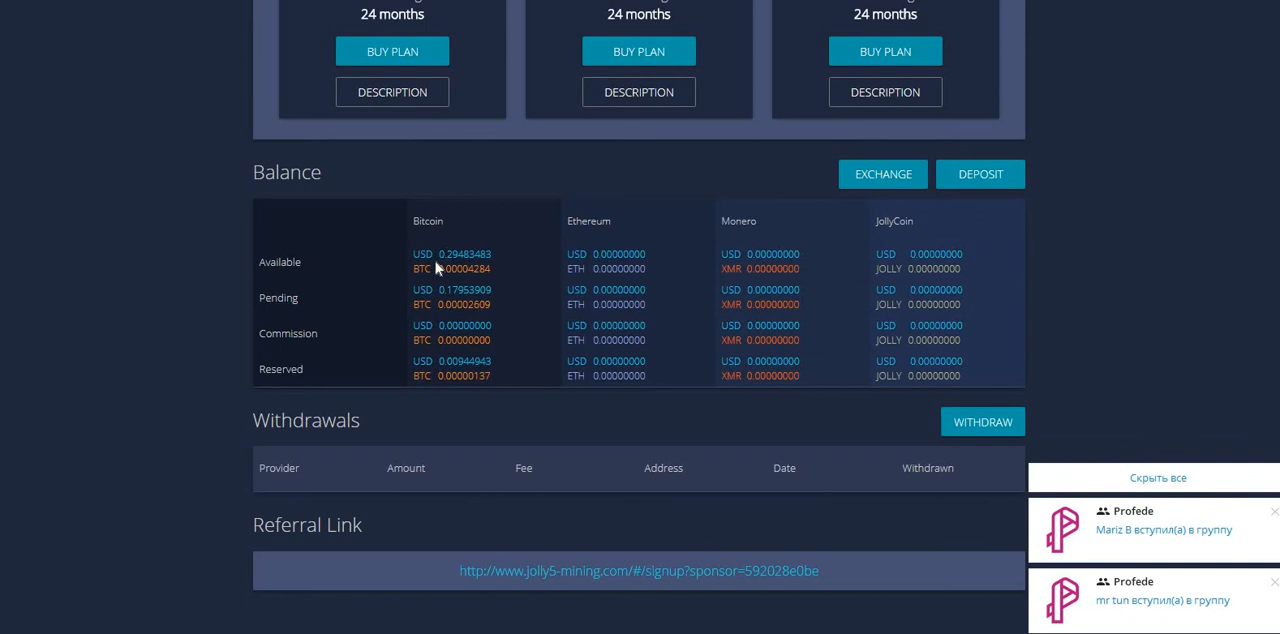 24 months 24 months 24 months
BUY PLAN BUY PLAN BUY PLAN
DESCRIPTION DESCRIPTION DESCRIPTION
Balance EXCHANGE DEPOSIT
Bitcoin Ethereum Monero JollyCoin
Available
USD 0.29483483 USD 0.00000000 USD 0.00000000 USD 0.00000000
BTC 0.00004284 ETH 0.00000000 XMR 0.00000000 JOLLY 0.00000000
Pending
USD 0.17953909 USD 0.00000000 USD 0.00000000 USD 0.00000000
BTC 0.00002609 ETH 0.00000000 XMR 0.00000000 JOLLY 0.00000000
Commission
USD 0.00000000 USD 0.00000000 USD 0.00000000 USD 0.00000000
BTC 0.00000000 ETH 0.00000000 XMR 0.00000000 JOLLY 0.00000000
Reserved
USD 0.00944943 USD 0.00000000 USD 0.00000000 USD 0.00000000
BTC 0.00000137 ETH 0.00000000 XMR 0.00000000 JOLLY 0.00000000
Withdrawals WITHDRAW
Provider Amount Fee Address Date Withdrawn
Referral Link
http://www.jolly5-mining.com/#/signup?sponsor=592028e0be
Скрыть все
Profede
Mariz B вступил(а) в группу
Profede
mr tun вступил(а) в группу